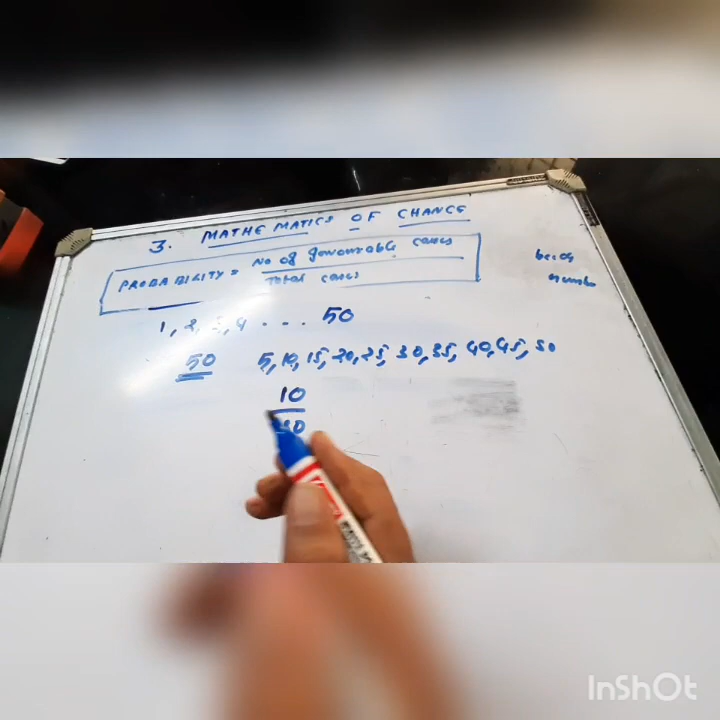 3. MATHEMATICS OF CHANCE
PROBABILITY = No of favourable cases
Total cases
1, 2, 3, 4 . . . . 50
50 5, 10, 15, 20, 25, 30, 35, 40, 45, 50
10
50
InShOt